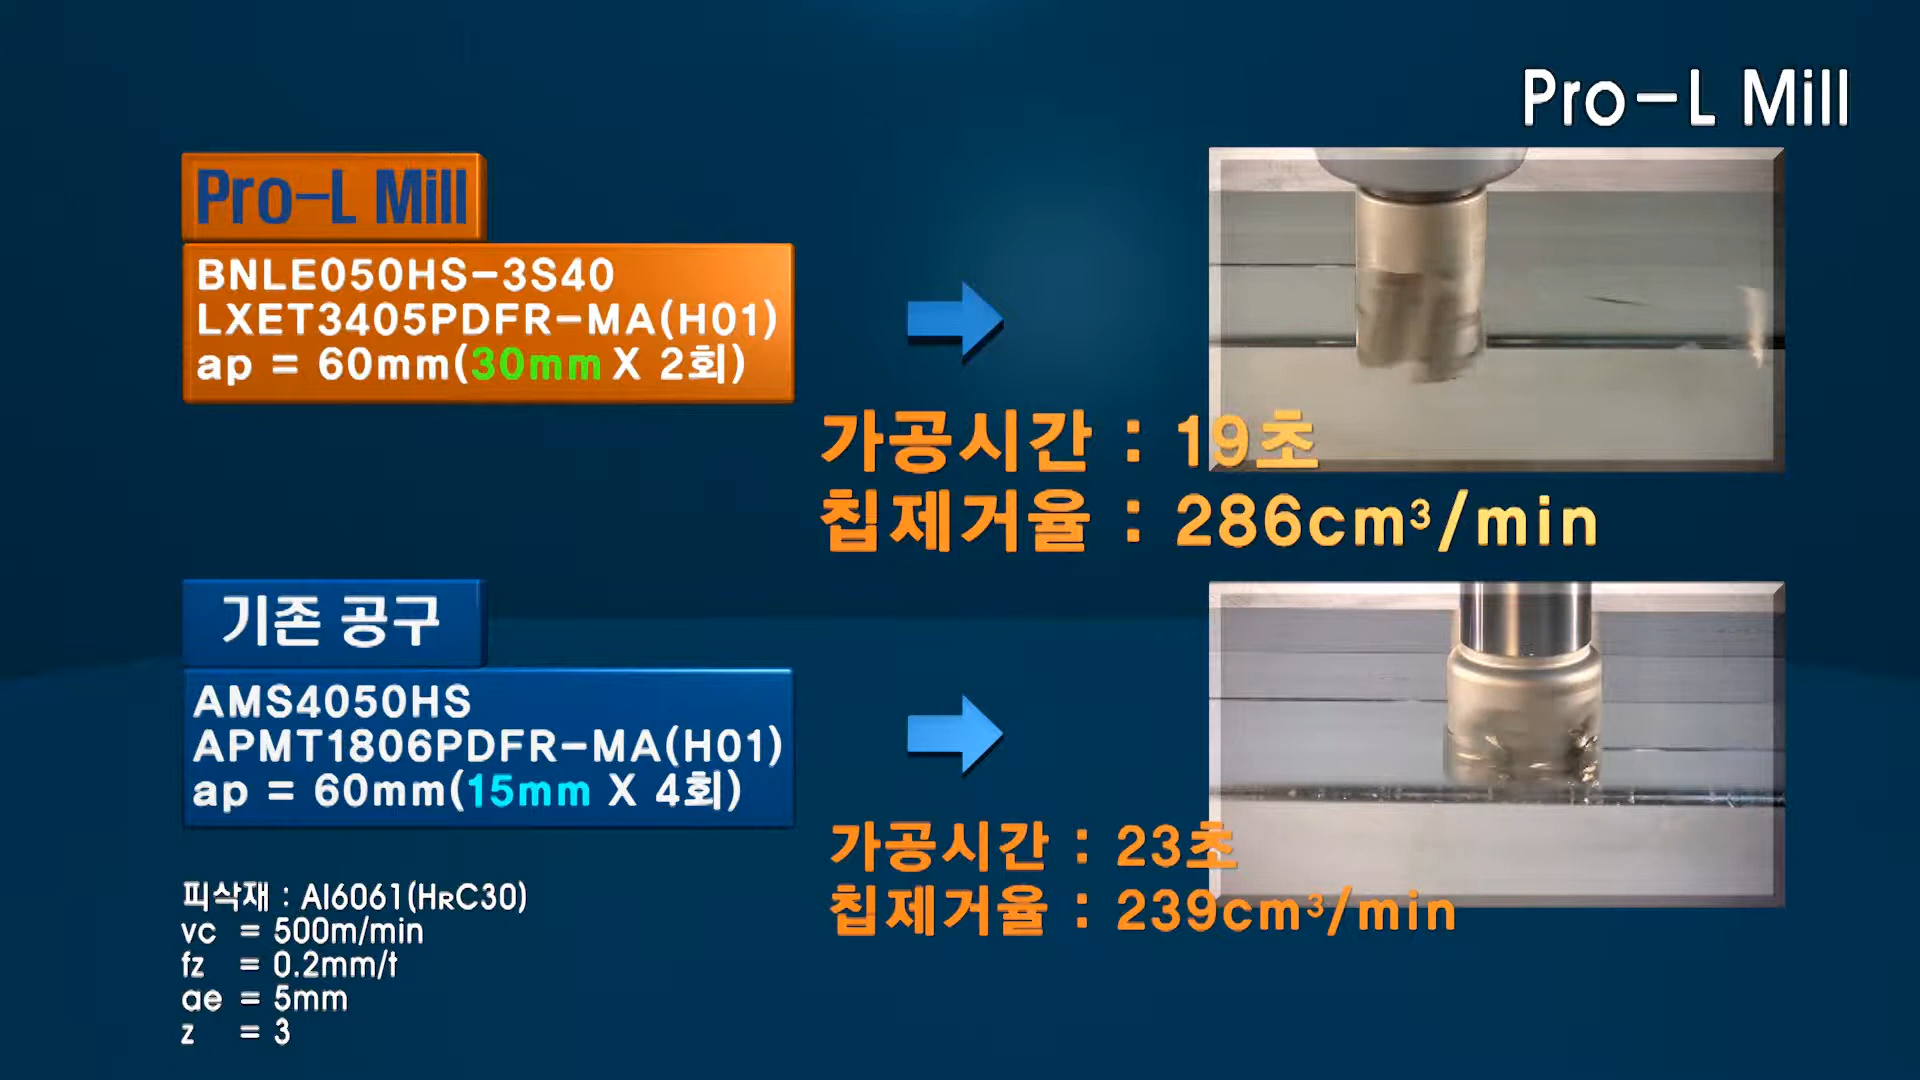 Pro-L Mill
Pro-L Mill
BNLE050HS-3S40
LXET3405PDFR-MA(H01)
ap = 60mm(30mm X 2회)
가공시간 : 19초
칩제거율 : 286cm³/min
기존 공구
AMS4050HS
APMT1806PDFR-MA(H01)
ap = 60mm(15mm X 4회)
가공시간 : 23초
칩제거율 : 239cm³/min
피삭재 : Al6061(HRC30)
vc = 500m/min
fz = 0.2mm/t
ae = 5mm
z = 3